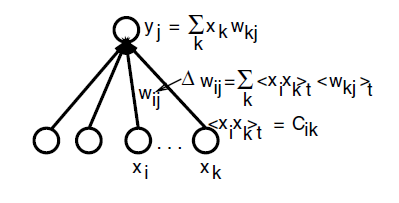 y_j = Σ_k x_k w_kj
w_ij Δ w_ij = Σ_k <x_i x_k>_t <w_kj>_t
<x_i x_k>_t = C_ik
. . .
x_i x_k